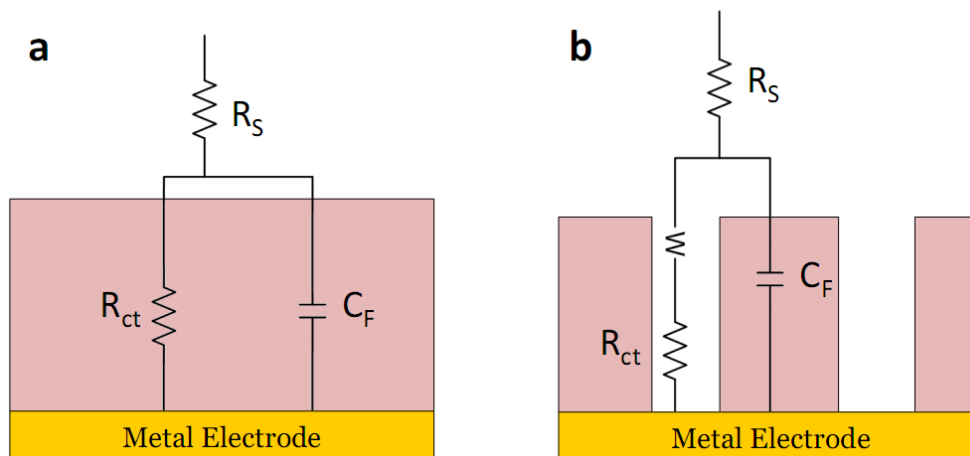 a
R_S
R_ct
C_F
Metal Electrode
b
R_S
W
C_F
R_ct
Metal Electrode